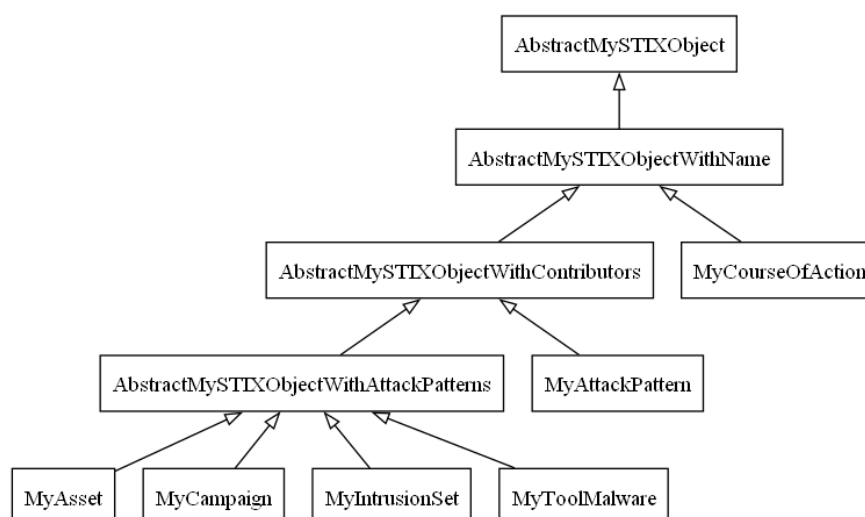 AbstractMySTIXObject
AbstractMySTIXObjectWithName
AbstractMySTIXObjectWithContributors
MyCourseOfAction
AbstractMySTIXObjectWithAttackPatterns
MyAttackPattern
MyAsset
MyCampaign
MyIntrusionSet
MyToolMalware